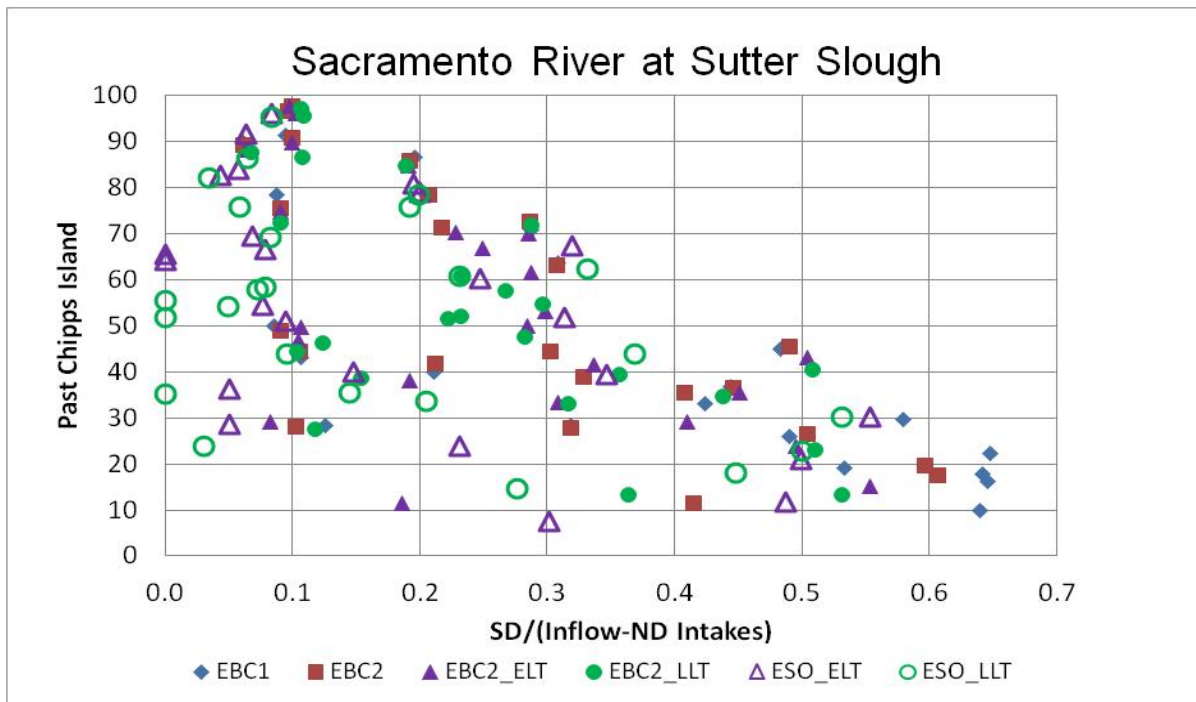 Sacramento River at Sutter Slough
100
90
80
70
60
50
40
30
20
10
0
Past Chipps Island
0.0 0.1 0.2 0.3 0.4 0.5 0.6 0.7
SD/(Inflow-ND Intakes)
EBC1 EBC2 EBC2_ELT EBC2_LLT ESO_ELT ESO_LLT